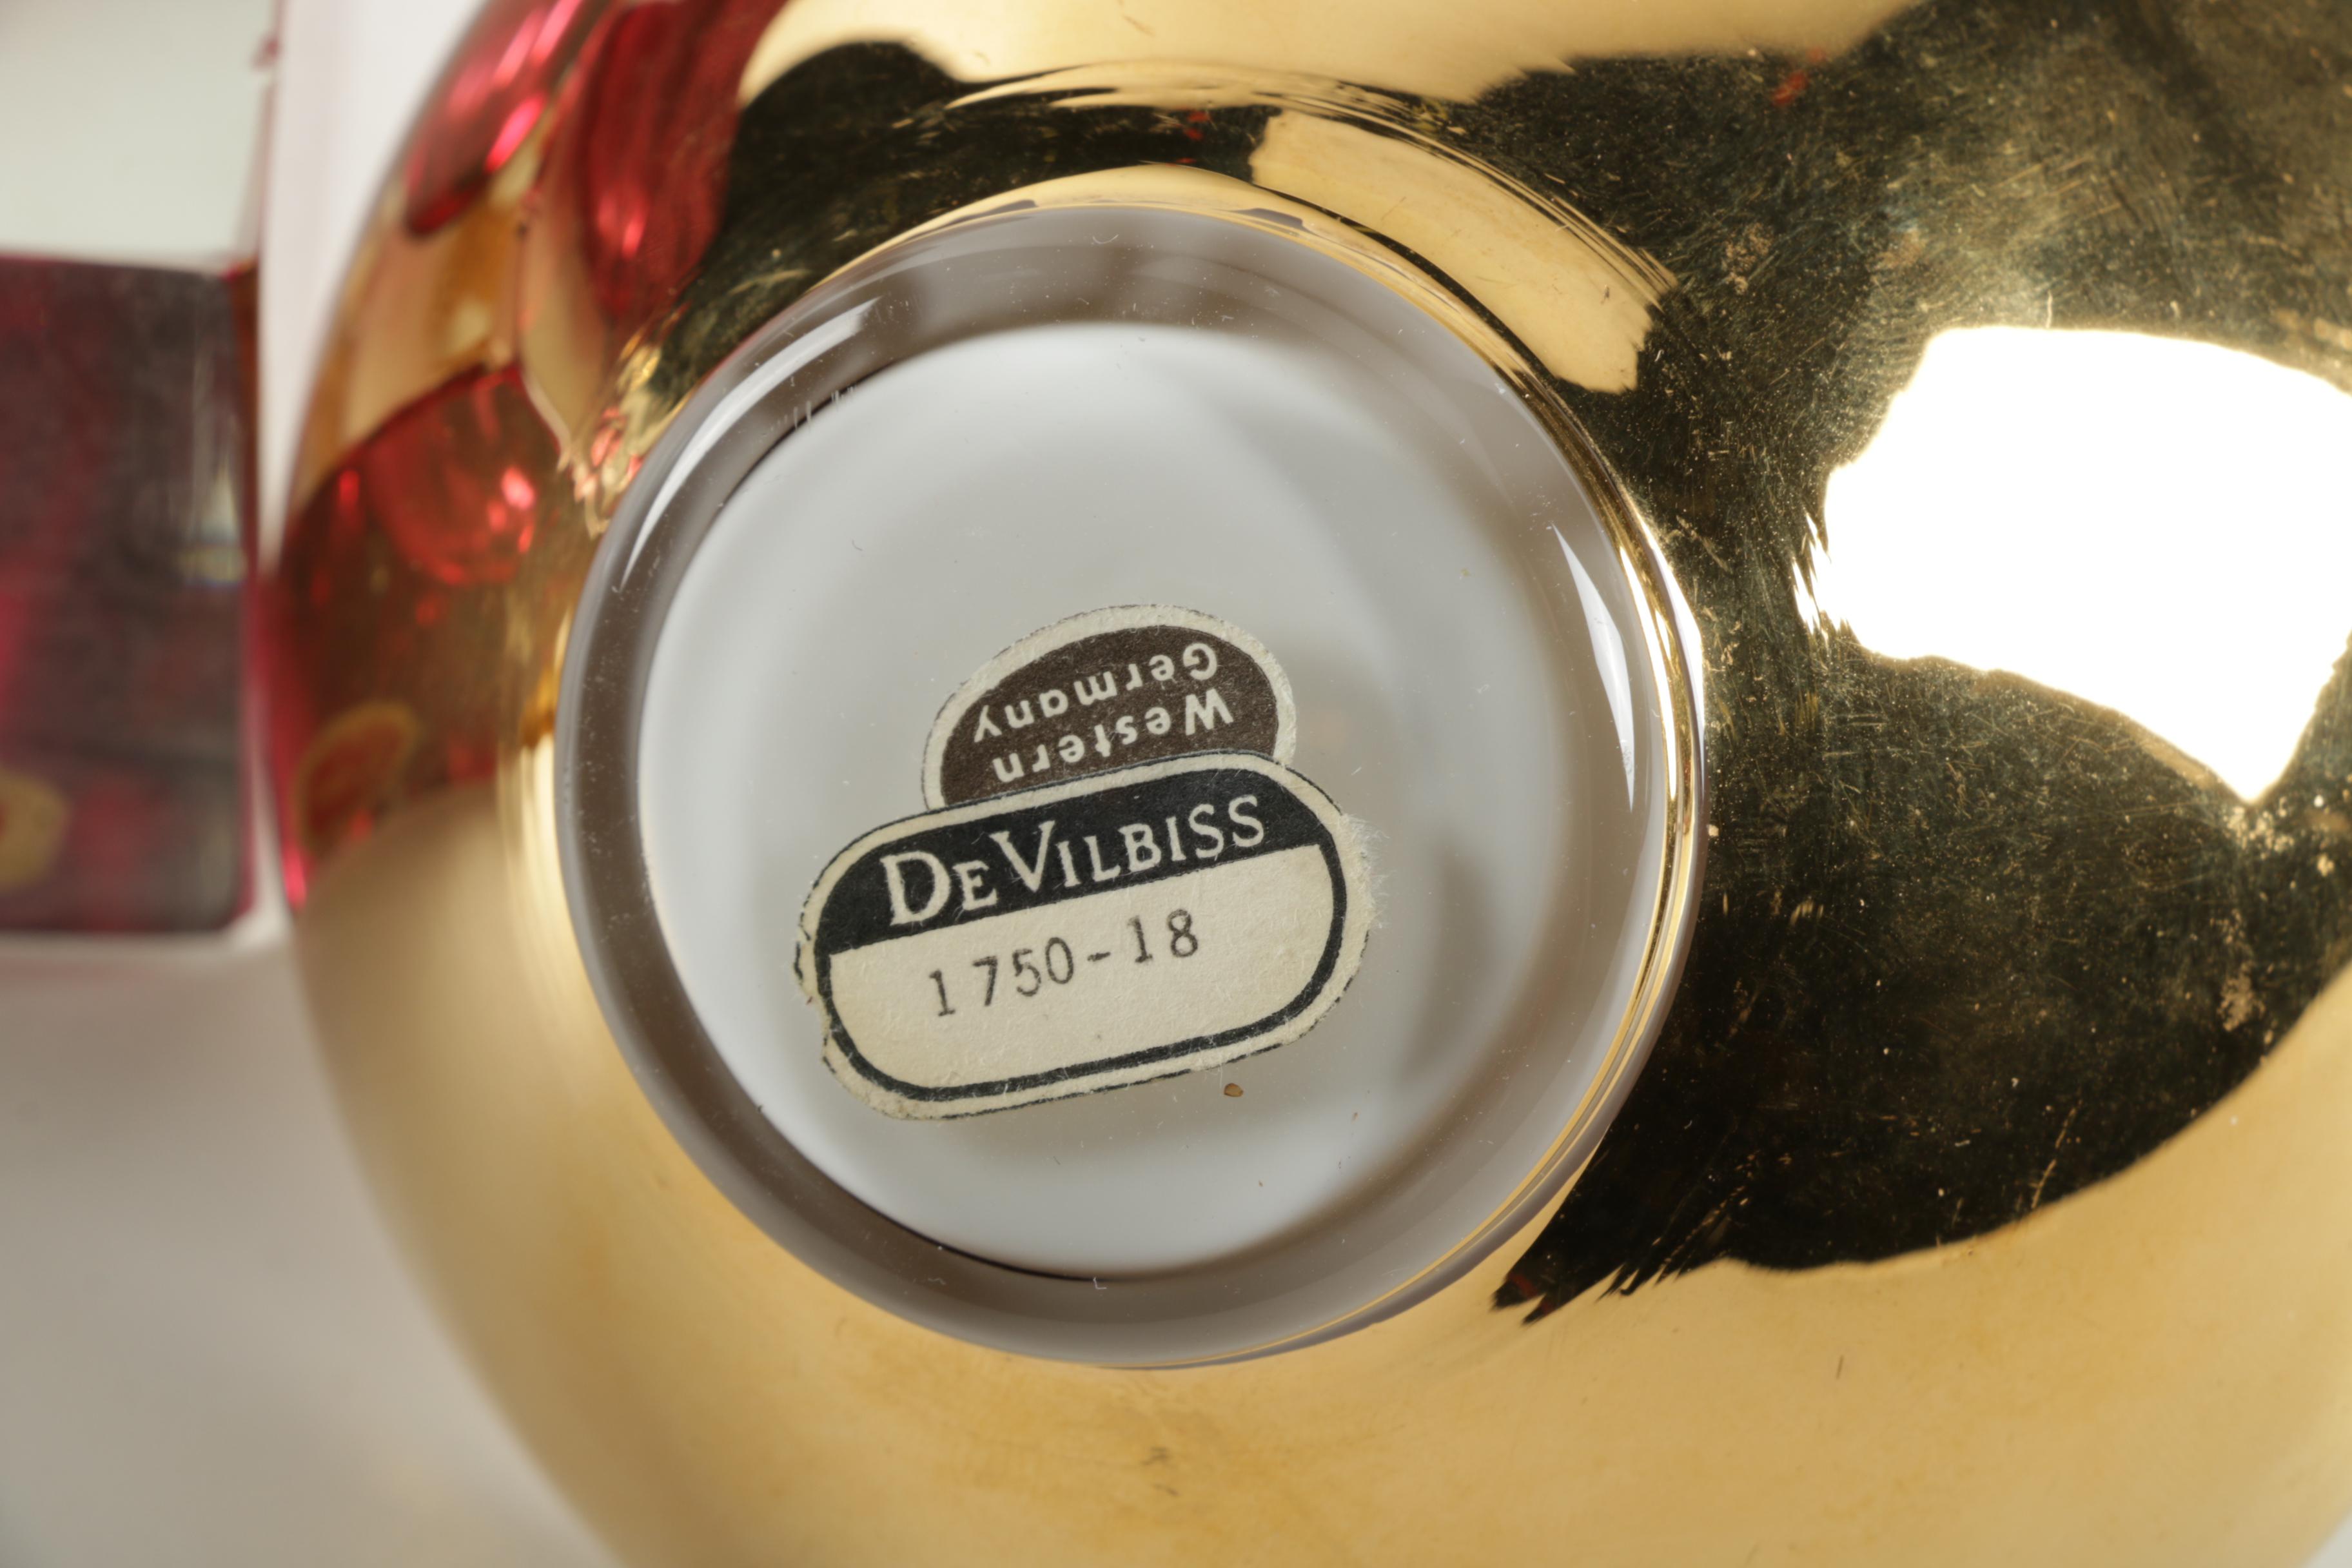 Western
Germany
DEVILBISS
1750-18